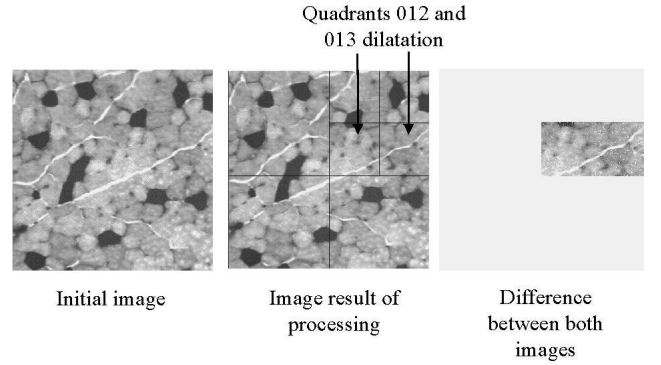 Quadrants 012 and
013 dilatation
Initial image
Image result of
processing
Difference
between both
images